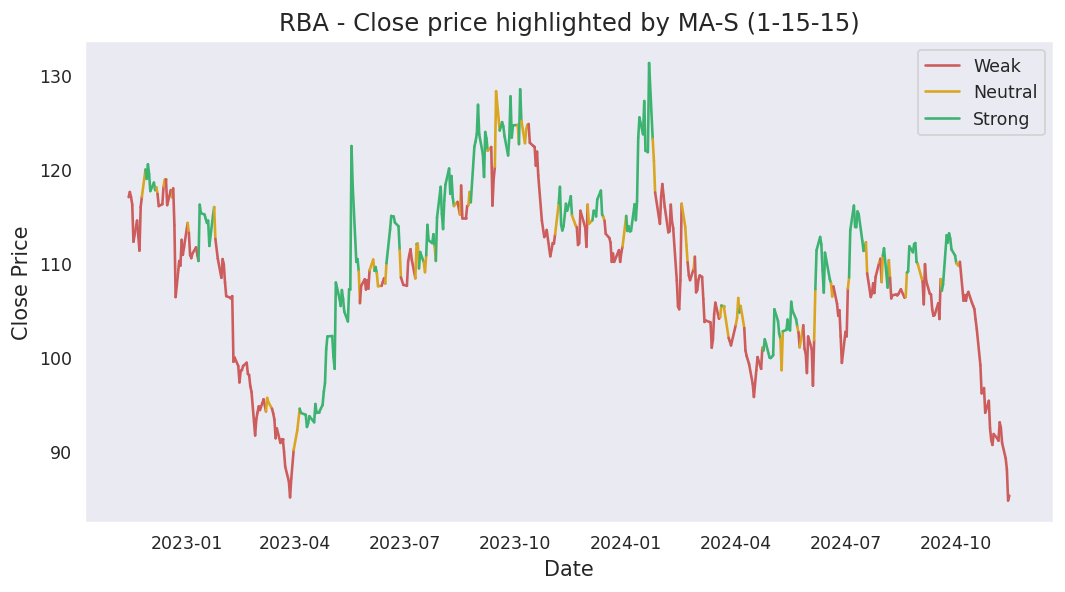 RBA - Close price highlighted by MA-S (1-15-15)
Weak
Neutral
Strong
Close Price
130
120
110
100
90
2023-01 2023-04 2023-07 2023-10 2024-01 2024-04 2024-07 2024-10
Date